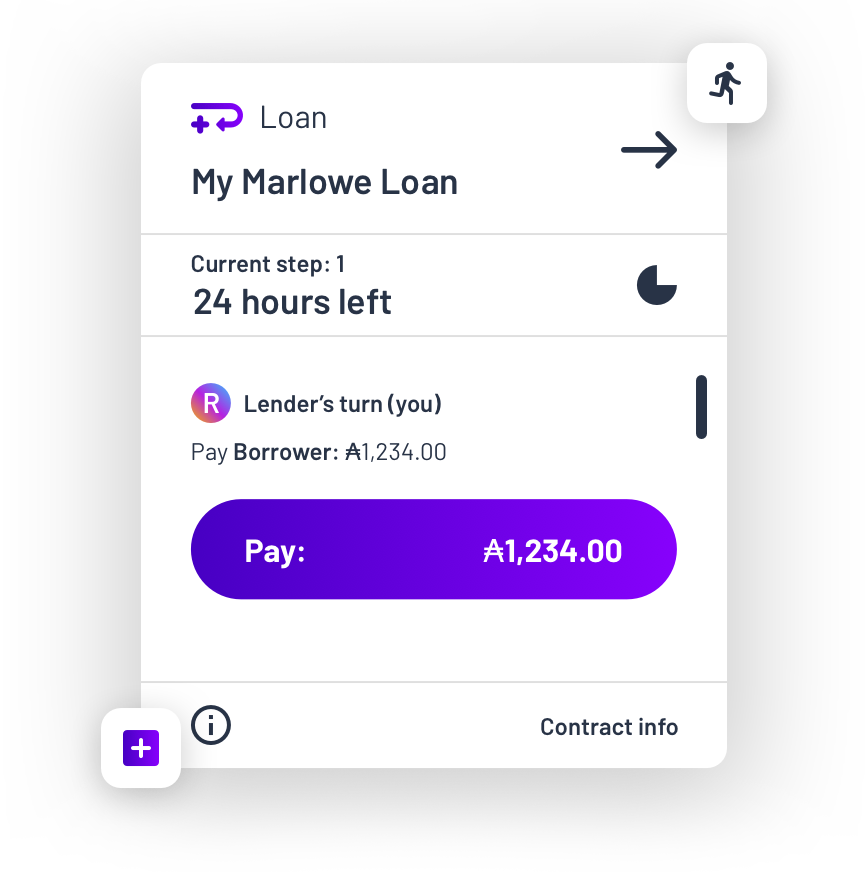 Loan
My Marlowe Loan
Current step: 1
24 hours left
R Lender’s turn (you)
Pay Borrower: ₳1,234.00
Pay: ₳1,234.00
Contract info